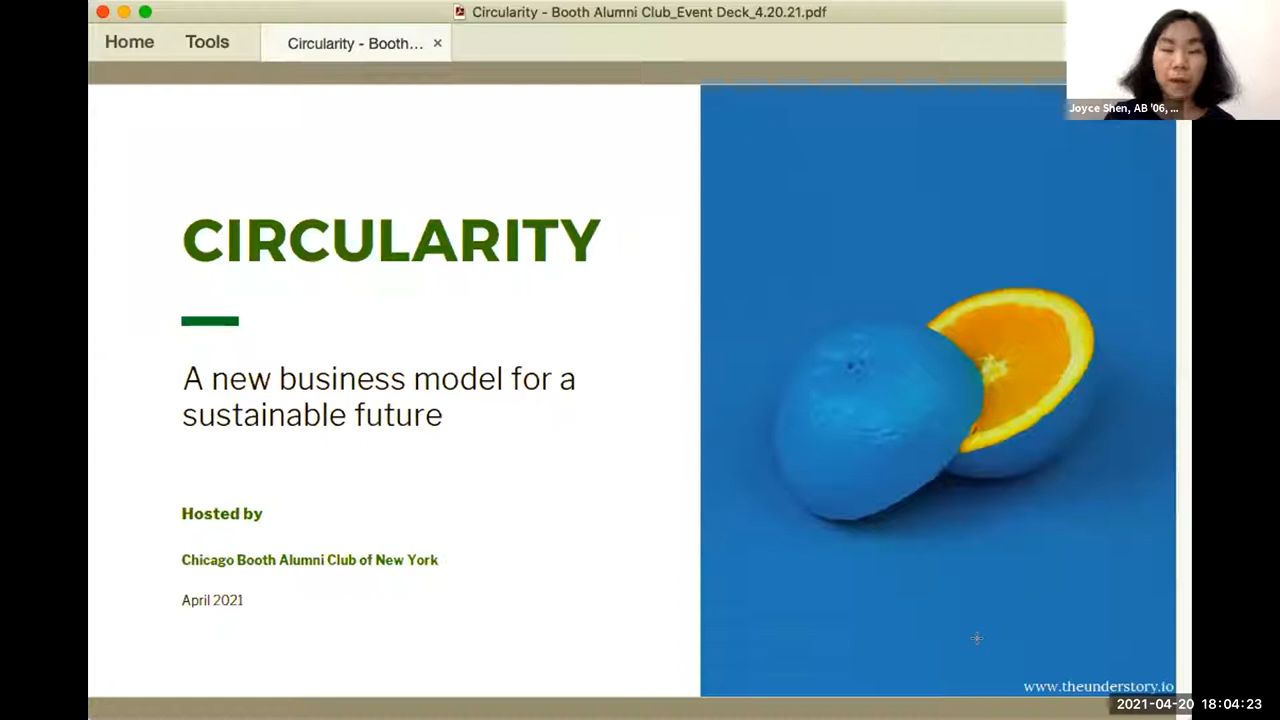 Circularity - Booth Alumni Club_Event Deck_4.20.21.pdf
Home Tools Circularity - Booth... ×
Joyce Shen, AB '06, ...
CIRCULARITY
A new business model for a
sustainable future
Hosted by
Chicago Booth Alumni Club of New York
April 2021
www.theunderstory.io
2021-04-20 18:04:23